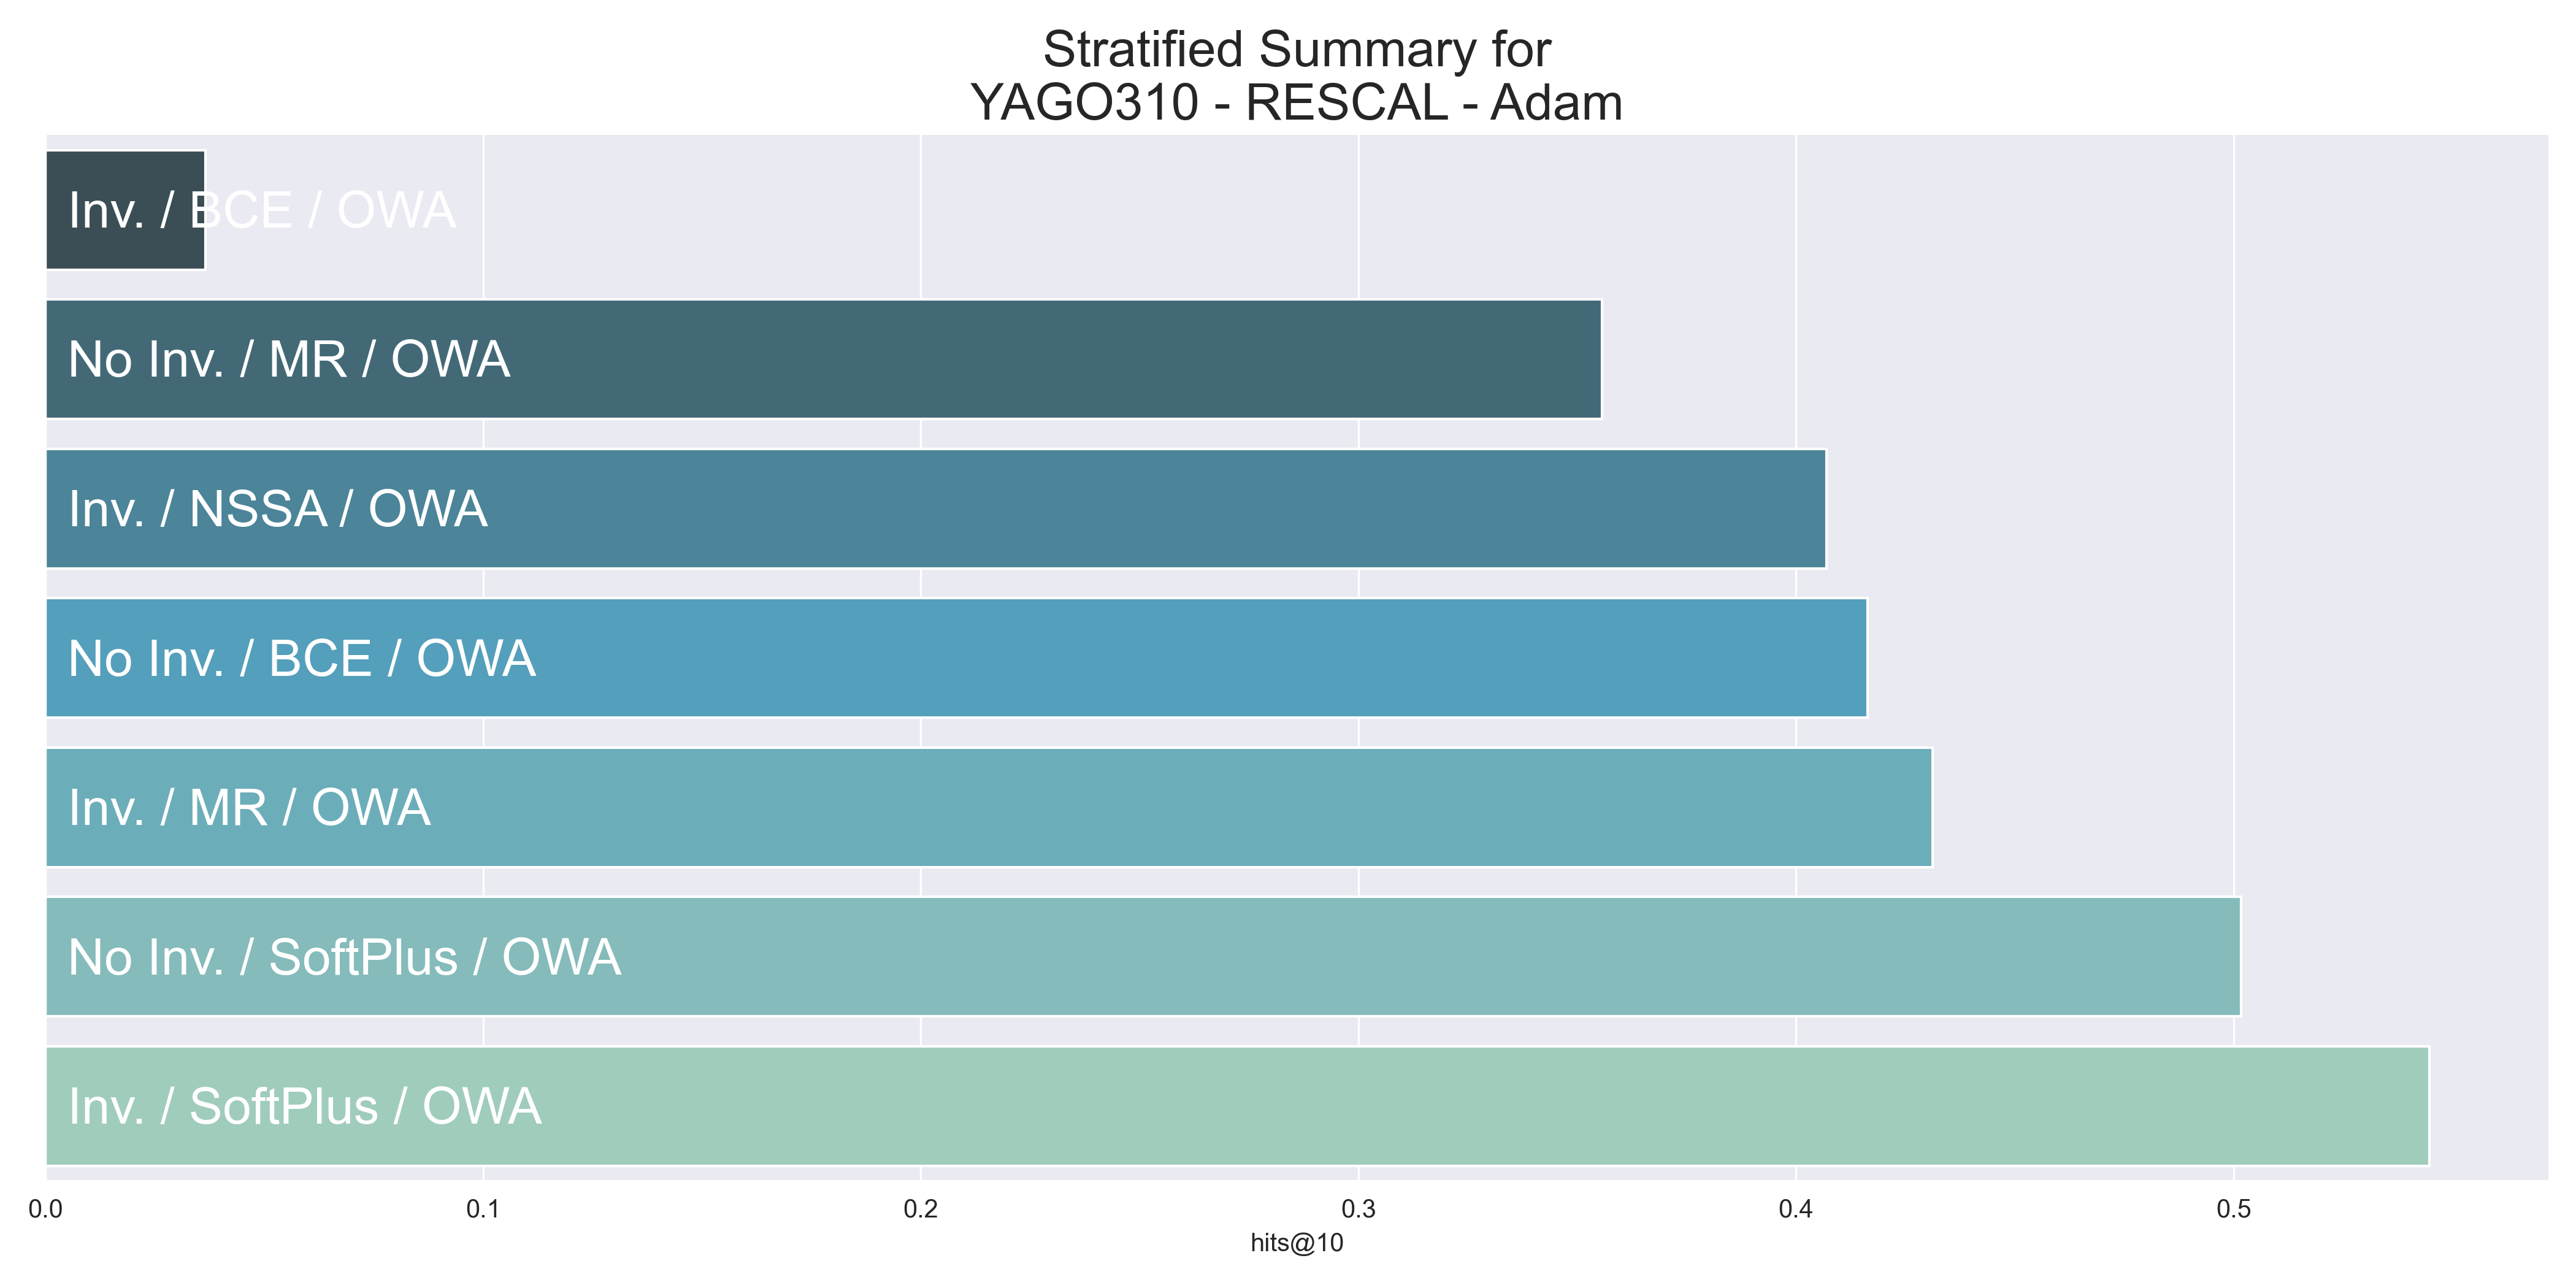 Stratified Summary for
YAGO310 - RESCAL - Adam
Inv. / BCE / OWA
No Inv. / MR / OWA
Inv. / NSSA / OWA
No Inv. / BCE / OWA
Inv. / MR / OWA
No Inv. / SoftPlus / OWA
Inv. / SoftPlus / OWA
0.0 0.1 0.2 0.3 0.4 0.5
hits@10